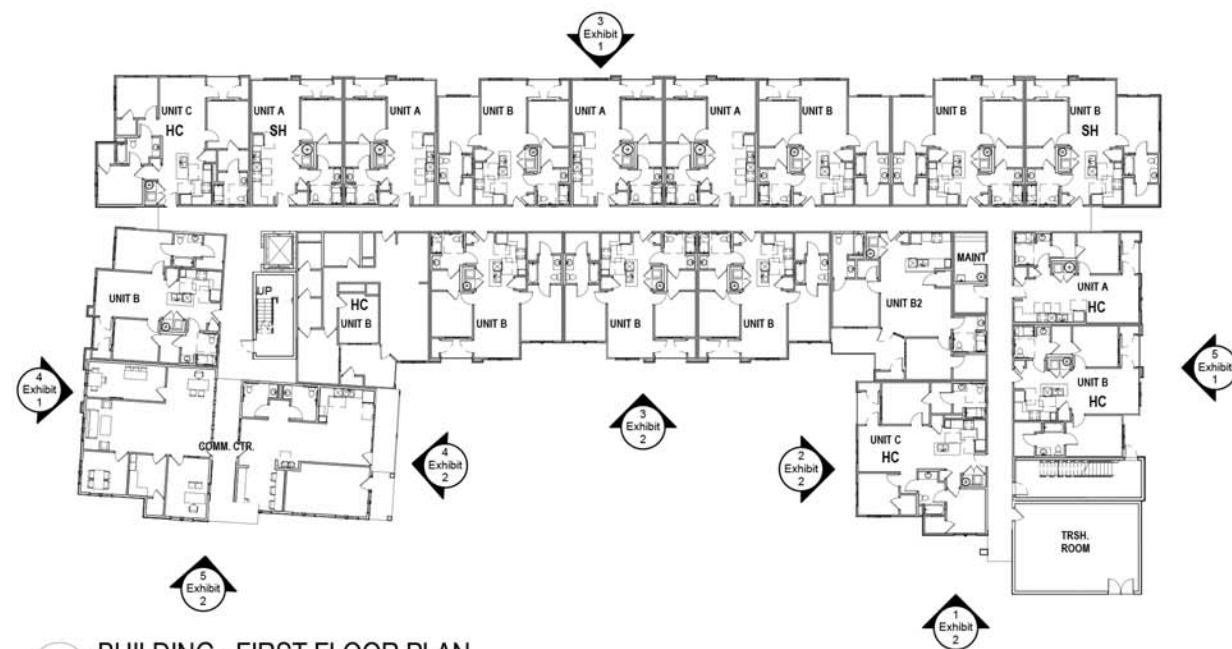 3
Exhibit
1
UNIT C
HC
UNIT A
SH
UNIT A
UNIT B
UNIT A
UNIT A
UNIT B
UNIT B
UNIT B
SH
UNIT B
UP
HC
UNIT B
UNIT B
UNIT B
UNIT B
UNIT B2
MAINT
UNIT A
HC
UNIT B
HC
4
Exhibit
1
5
Exhibit
1
COMM. CTR.
4
Exhibit
2
3
Exhibit
2
2
Exhibit
2
UNIT C
HC
TRSH.
ROOM
5
Exhibit
2
1
Exhibit
2
BUILDING - FIRST FLOOR PLAN